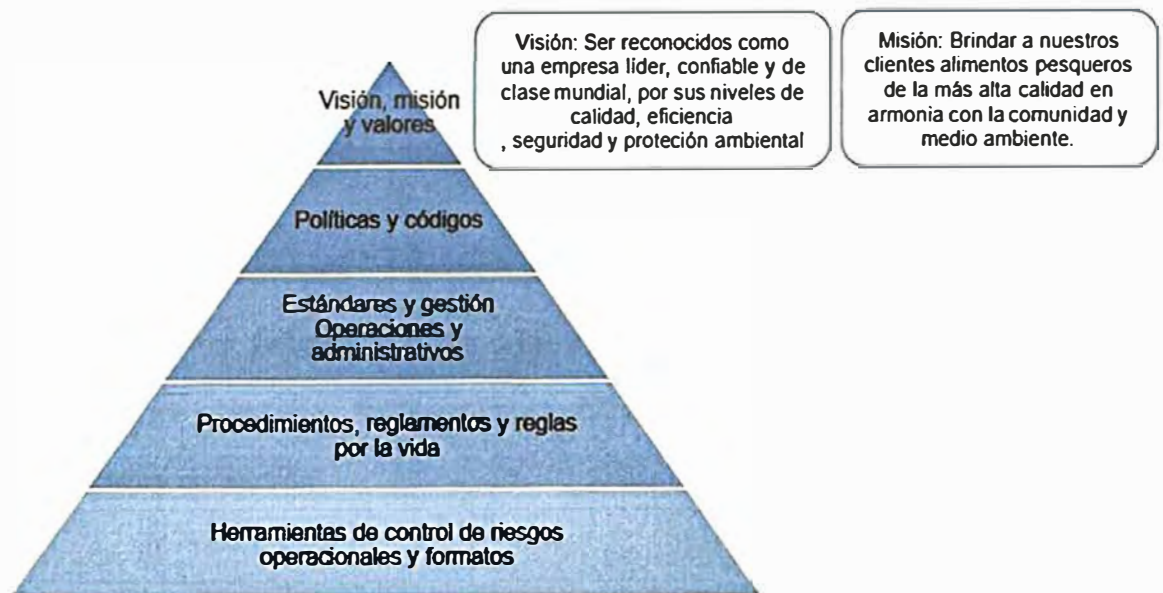 Visión: Ser reconocidos como
una empresa líder, confiable y de
clase mundial, por sus niveles de
calidad, eficiencia
, seguridad y proteción ambiental
Misión: Brindar a nuestros
clientes alimentos pesqueros
de la más alta calidad en
armonia con la comunidad y
medio ambiente.
Visión, misión
y valores
Políticas y códigos
Estándares y gestión
Operaciones y
administrativos
Procedimientos, reglamentos y reglas
por la vida
Herramientas de control de riesgos
operacionales y formatos